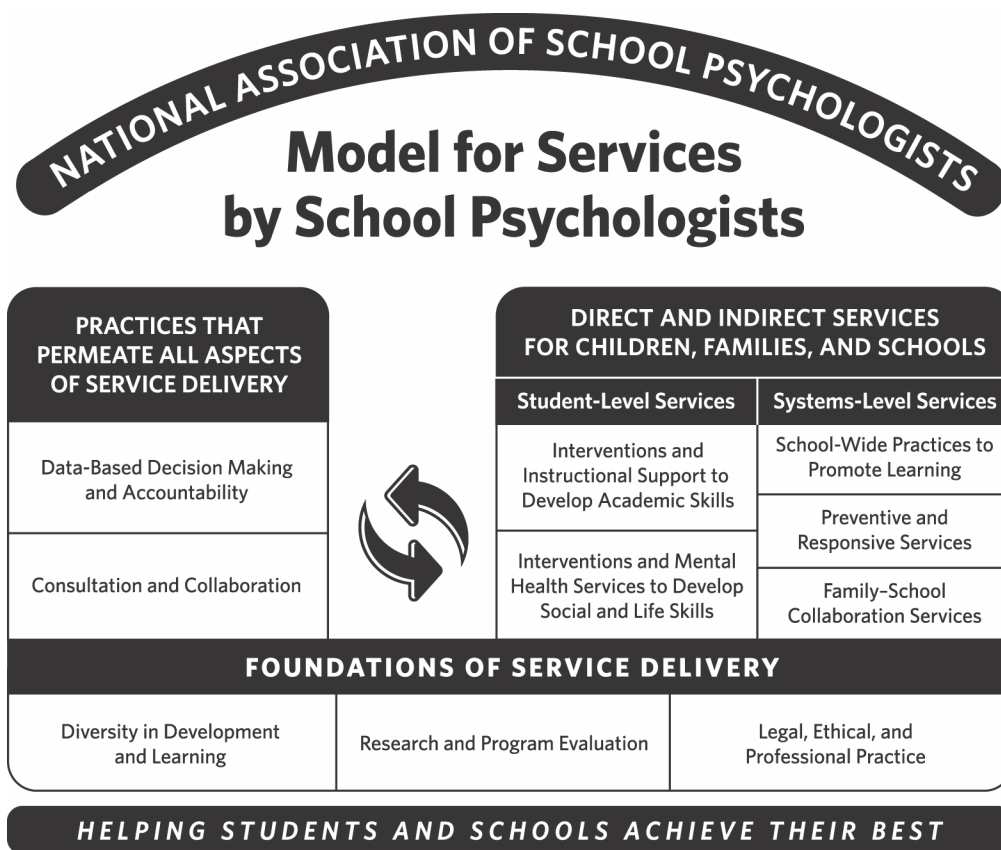 NATIONAL ASSOCIATION OF SCHOOL PSYCHOLOGISTS
Model for Services
by School Psychologists
PRACTICES THAT
PERMEATE ALL ASPECTS
OF SERVICE DELIVERY
Data-Based Decision Making
and Accountability
Consultation and Collaboration
DIRECT AND INDIRECT SERVICES
FOR CHILDREN, FAMILIES, AND SCHOOLS
Student-Level Services
Interventions and
Instructional Support to
Develop Academic Skills
Interventions and Mental
Health Services to Develop
Social and Life Skills
Systems-Level Services
School-Wide Practices to
Promote Learning
Preventive and
Responsive Services
Family–School
Collaboration Services
FOUNDATIONS OF SERVICE DELIVERY
Diversity in Development
and Learning
Research and Program Evaluation
Legal, Ethical, and
Professional Practice
HELPING STUDENTS AND SCHOOLS ACHIEVE THEIR BEST